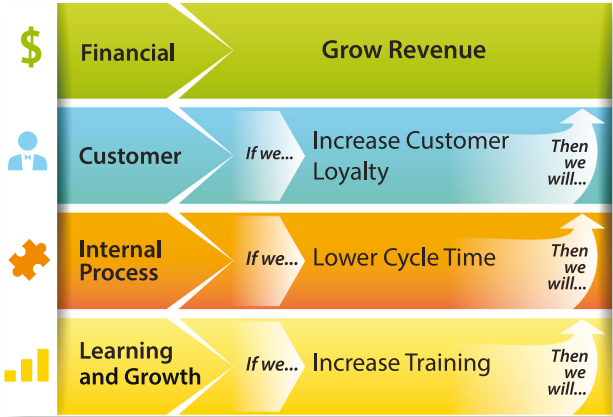 $
Financial
Grow Revenue
Customer
If we...
Increase Customer
Loyalty
Then
we
will...
Internal
Process
If we...
Lower Cycle Time
Then
we
will...
Learning
and Growth
If we...
Increase Training
Then
we
will...